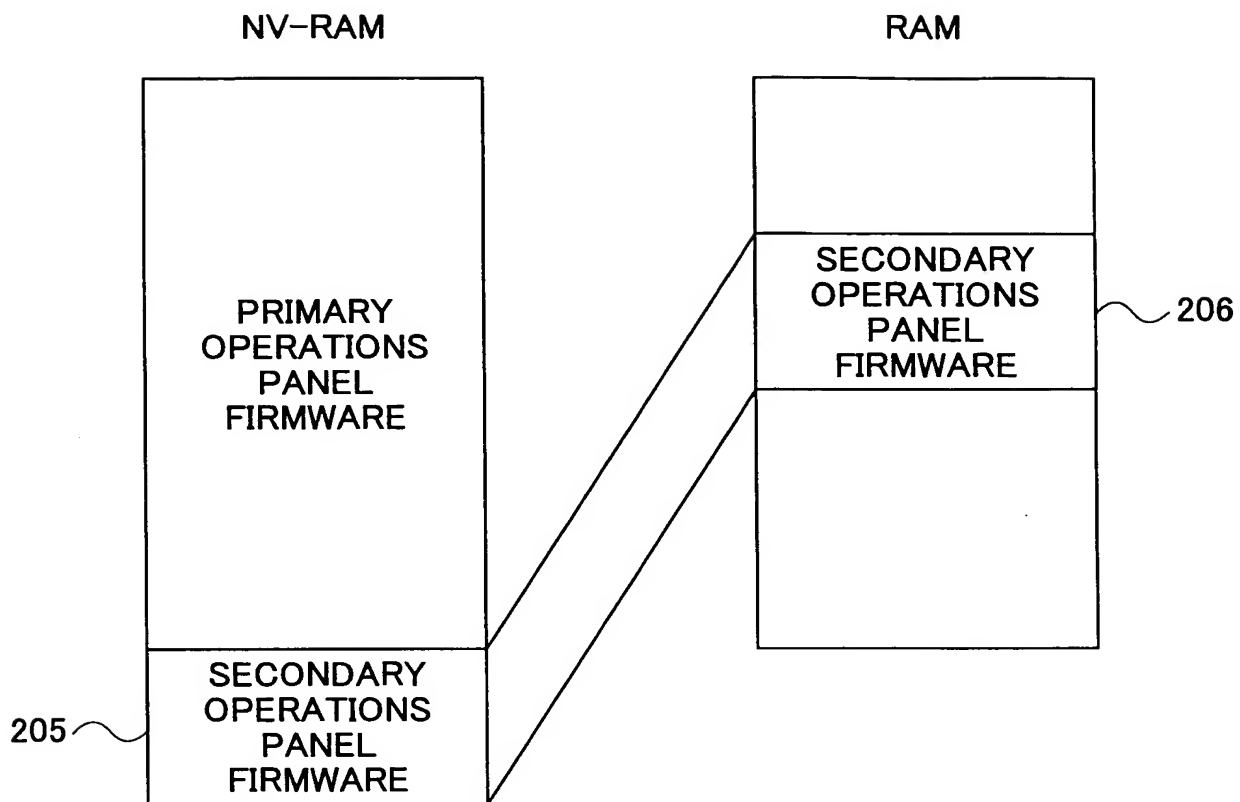 NV-RAM
RAM
PRIMARY
OPERATIONS
PANEL
FIRMWARE
SECONDARY
OPERATIONS
PANEL
FIRMWARE
206
205
SECONDARY
OPERATIONS
PANEL
FIRMWARE